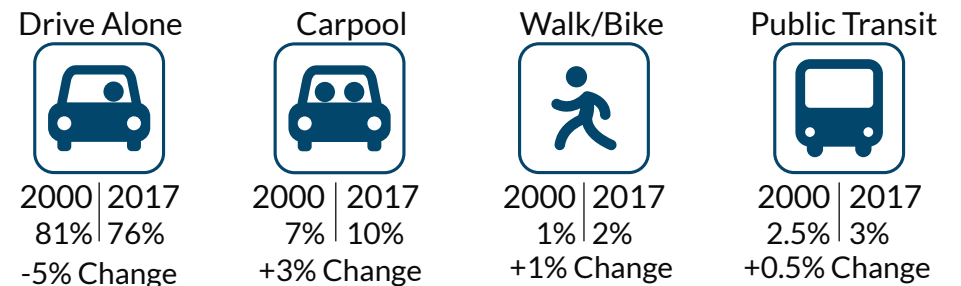 Drive Alone
2000 | 2017
81% | 76%
-5% Change
Carpool
2000 | 2017
7% | 10%
+3% Change
Walk/Bike
2000 | 2017
1% | 2%
+1% Change
Public Transit
2000 | 2017
2.5% | 3%
+0.5% Change